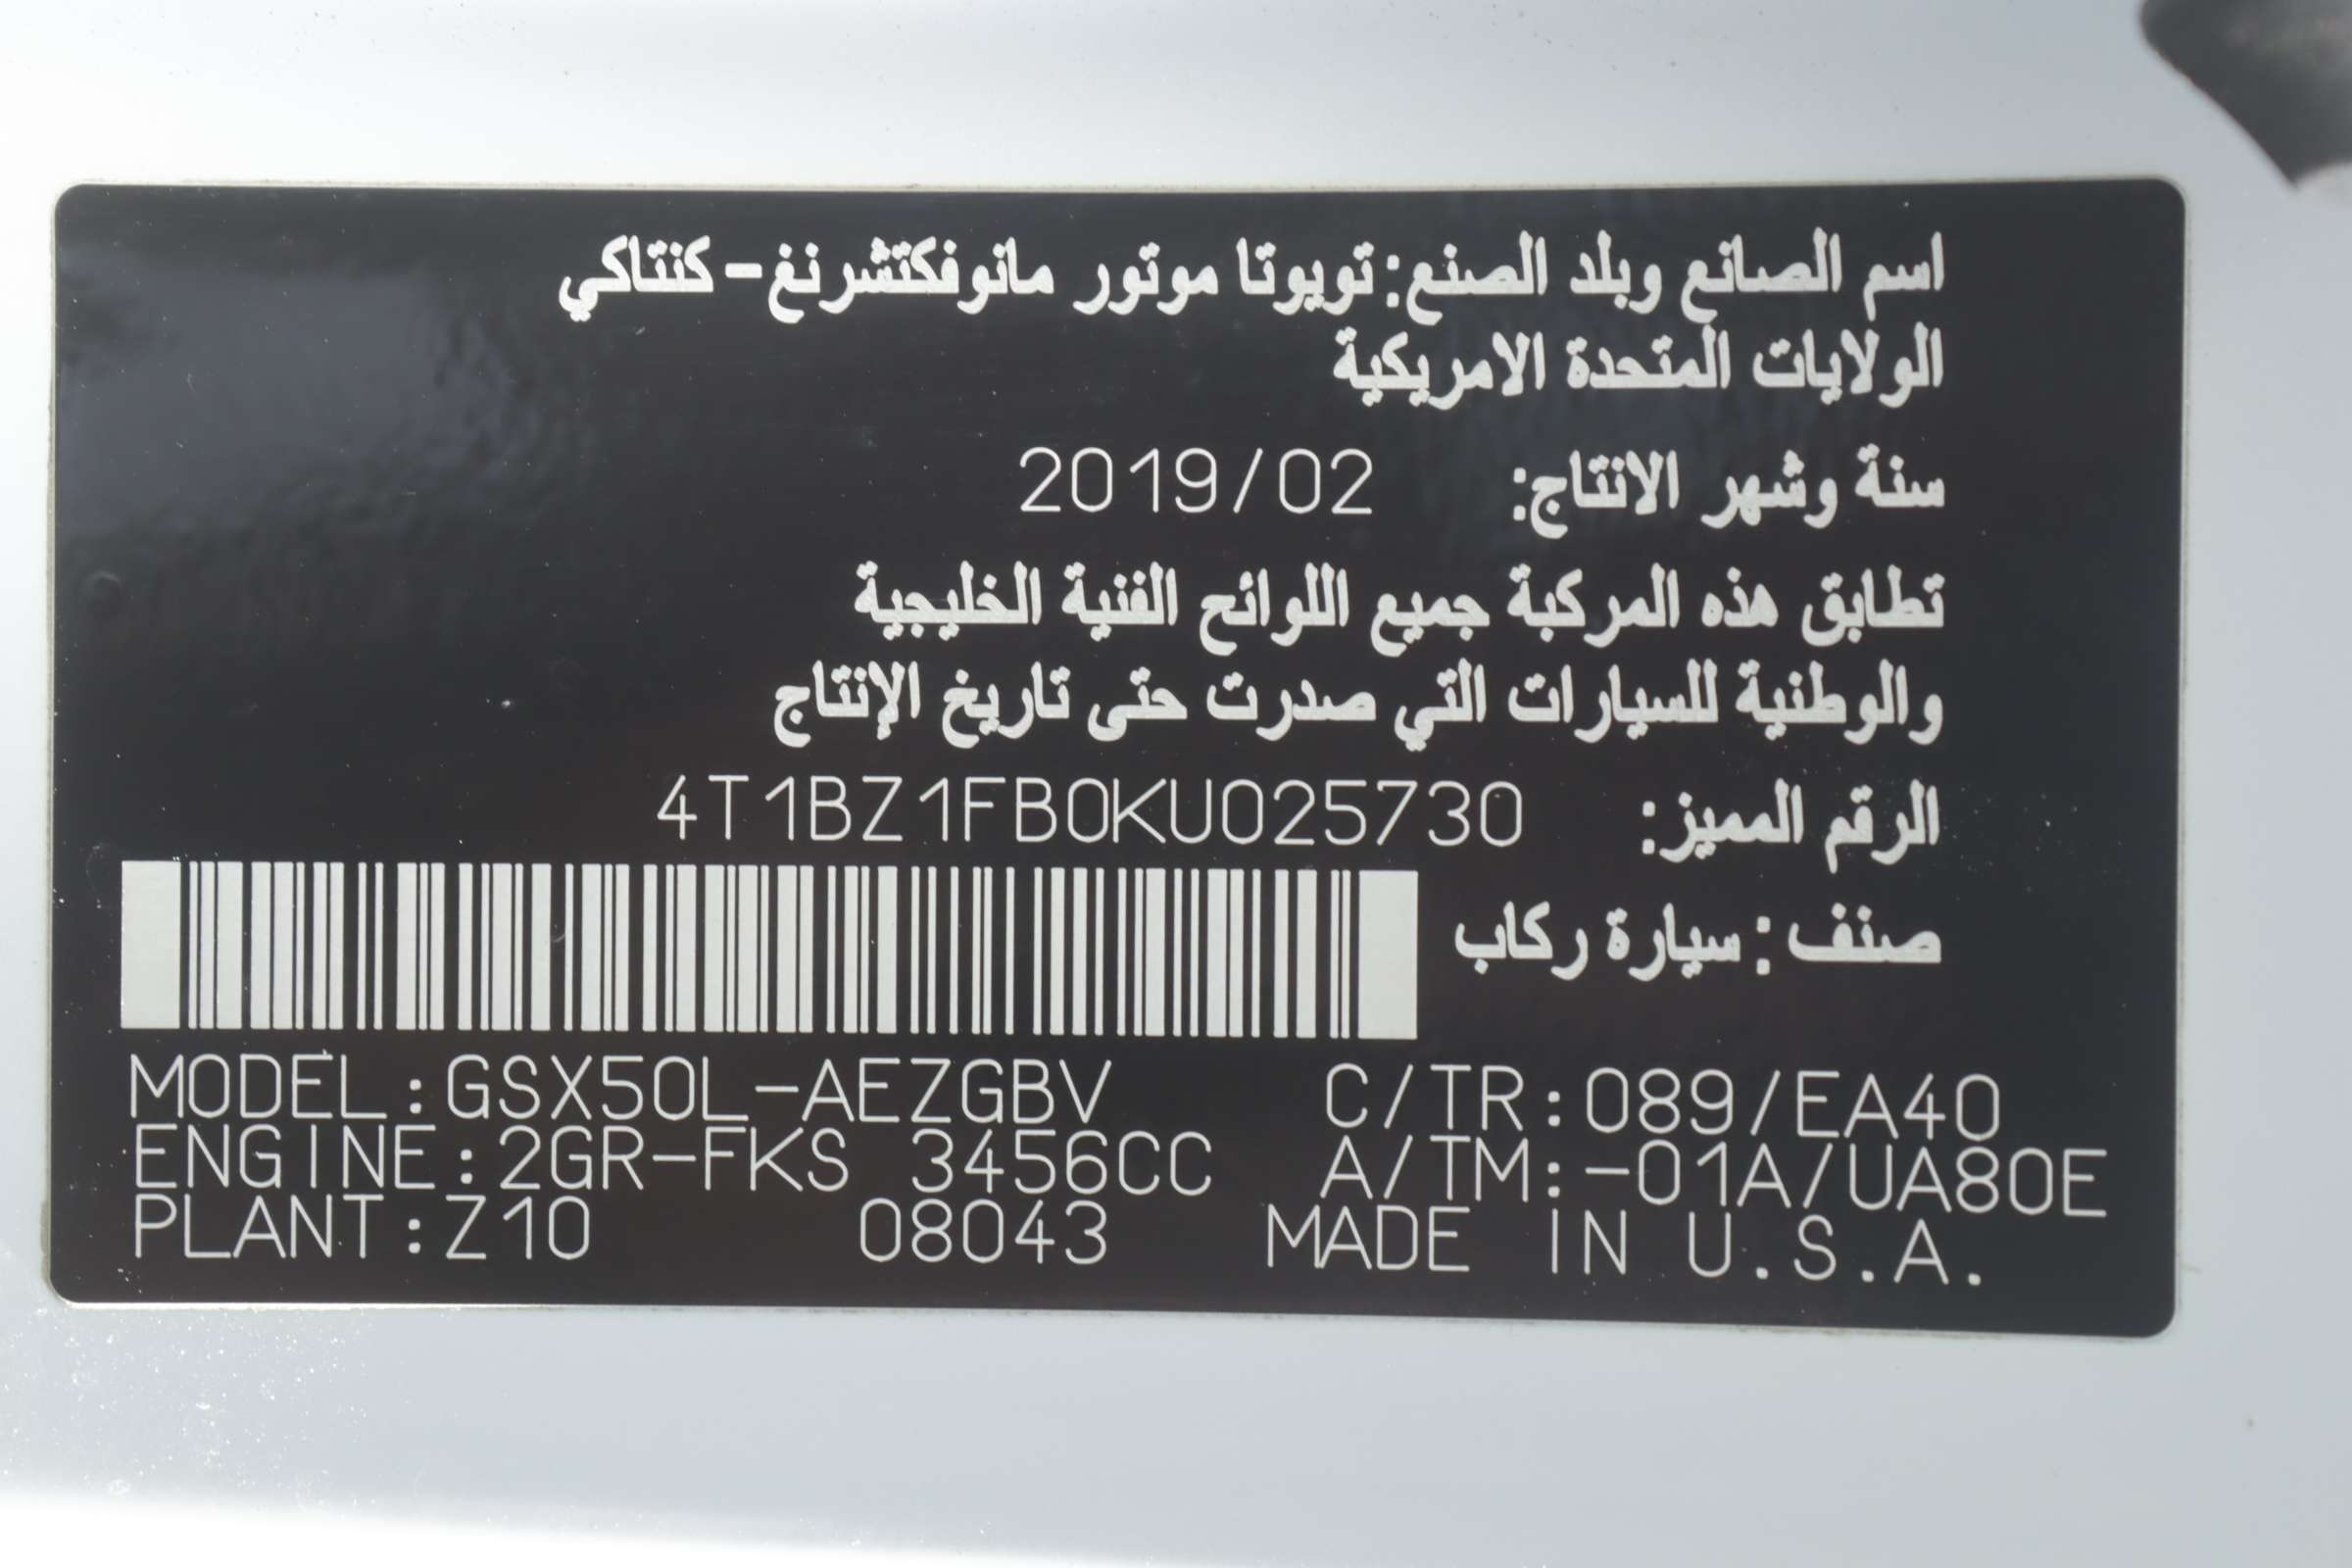 اسم الصانع وبلد الصنع: تويوتا موتور مانوفكتشرنغ - كنتاكي
الولايات المتحدة الامريكية
سنة وشهر الانتاج: 2019/02
تطابق هذه المركبة جميع اللوائح الفنية الخليجية
والوطنية للسيارات التي صدرت حتى تاريخ الإنتاج
الرقم المميز: 4T1BZ1FB0KU025730
صنف : سيارة ركاب
MODEL:GSX50L-AEZGBV C/TR:089/EA40
ENGINE:2GR-FKS 3456CC A/TM:-01A/UA80E
PLANT:Z10 08043 MADE IN U.S.A.